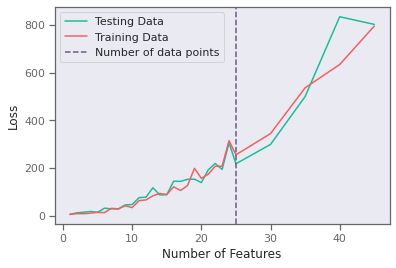 Testing Data
Training Data
Number of data points
Loss
800
600
400
200
0
0
10
20
30
40
Number of Features